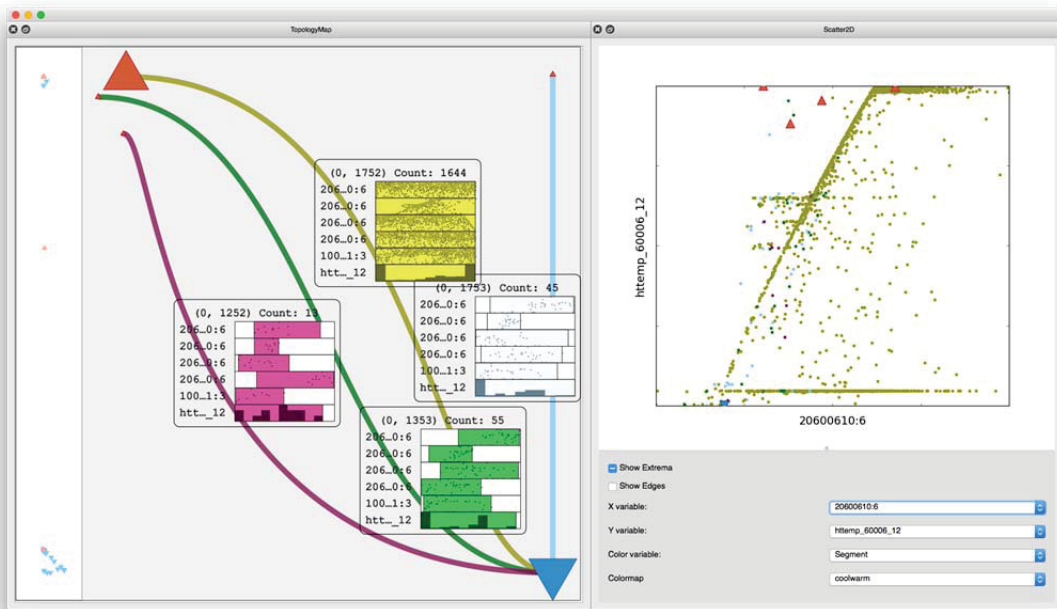 TopologyMap
(0, 1752) Count: 1644
206…0:6
206…0:6
206…0:6
206…0:6
100…1:3
htt…_12
(0, 1753) Count: 45
206…0:6
206…0:6
206…0:6
206…0:6
100…1:3
htt…_12
(0, 1252) Count: 13
206…0:6
206…0:6
206…0:6
206…0:6
100…1:3
htt…_12
(0, 1353) Count: 55
206…0:6
206…0:6
206…0:6
206…0:6
100…1:3
htt…_12
Scatter2D
httemp_60006_12
20600610:6
Show Extrema
Show Edges
X variable: 20600610:6
Y variable: httemp_60006_12
Color variable: Segment
Colormap coolwarm